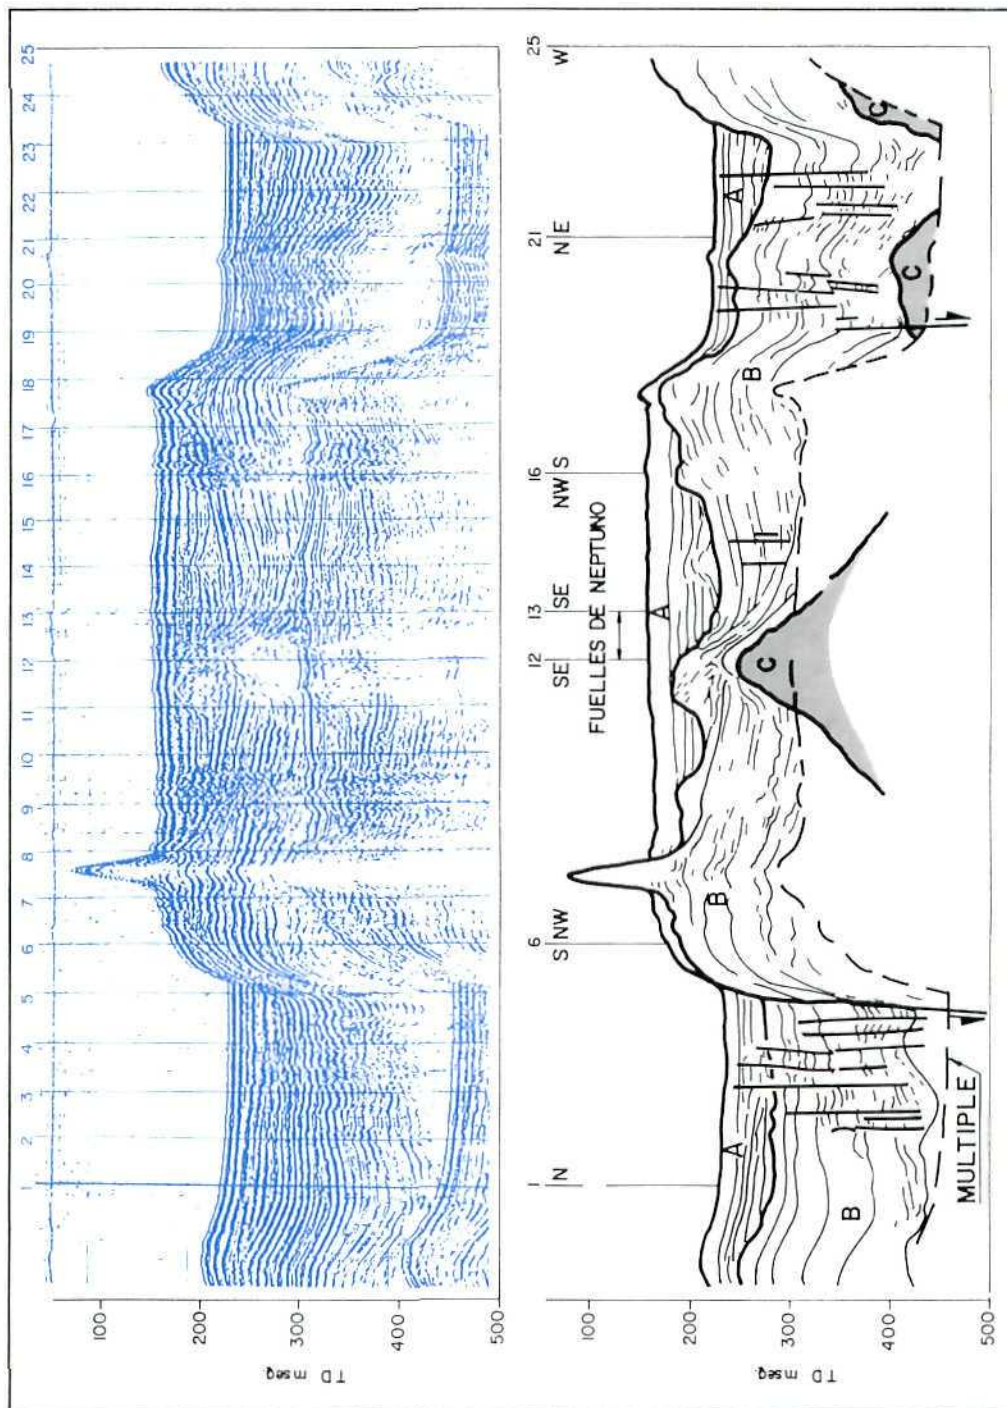 1 2 3 4 5 6 7 8 9 10 11 12 13 14 15 16 17 18 19 20 21 22 23 24 25
100
200
300
400
500
T D mseg.
1 6 12 13 16 21 25
N S NW SE SE NW S N E W
FUELLES DE NEPTUNO
100
200
300
400
500
T D mseg.
A A A
B B B
C C C
MULTIPLE